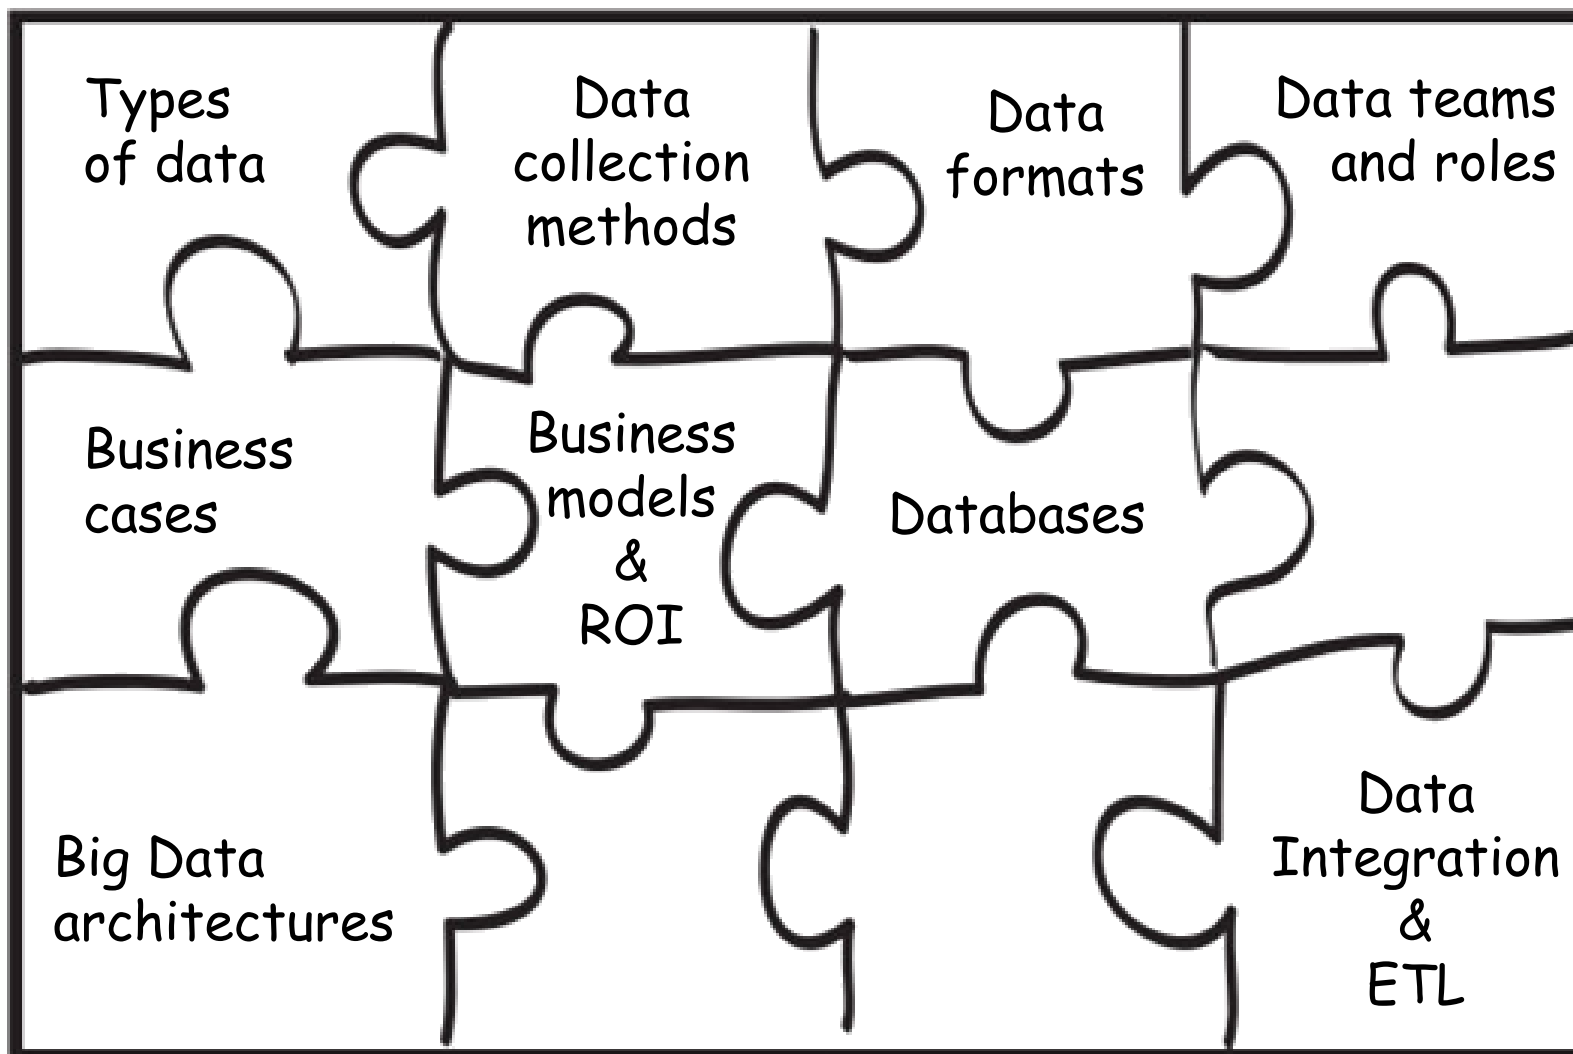 Types
of data
Data
collection
methods
Data
formats
Data teams
and roles
Business
cases
Business
models
&
ROI
Databases
Big Data
architectures
Data
Integration
&
ETL